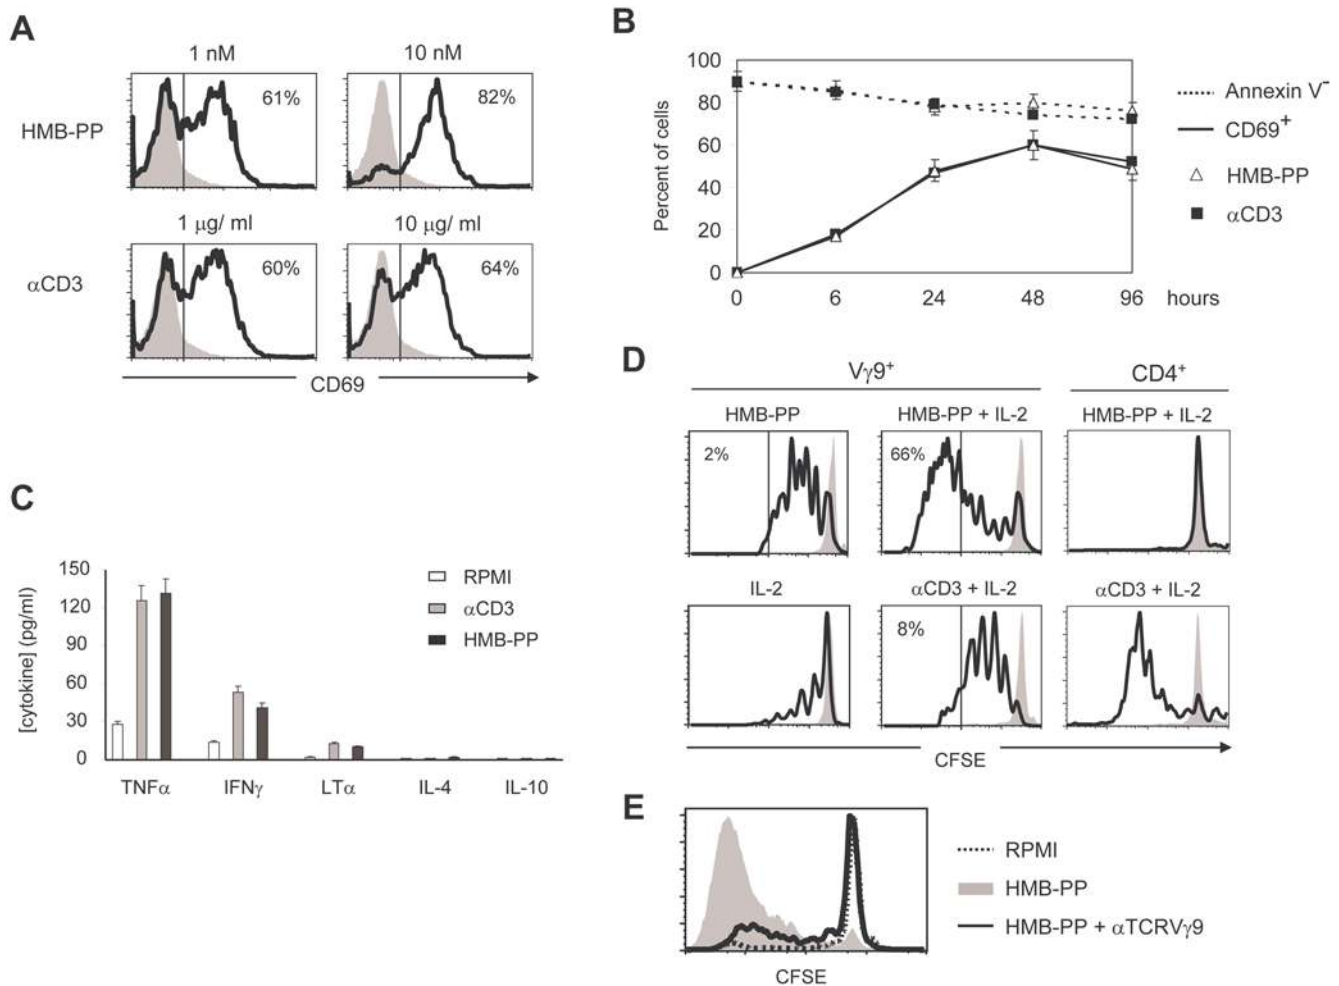 A
1 nM
10 nM
HMB-PP
61%
82%
1 μg/ ml
10 μg/ ml
αCD3
60%
64%
CD69
B
Percent of cells
100
80
60
40
20
0
0 6 24 48 96 hours
Annexin V⁻
CD69⁺
HMB-PP
αCD3
C
[cytokine] (pg/ml)
150
120
90
60
30
0
TNFα IFNγ LTα IL-4 IL-10
RPMI
αCD3
HMB-PP
D
Vγ9⁺
CD4⁺
HMB-PP
HMB-PP + IL-2
HMB-PP + IL-2
2%
66%
IL-2
αCD3 + IL-2
αCD3 + IL-2
8%
CFSE
E
RPMI
HMB-PP
HMB-PP + αTCRVγ9
CFSE